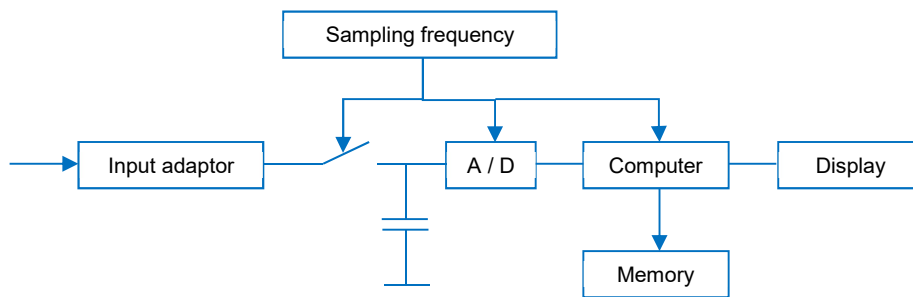 Sampling frequency
Input adaptor
A / D
Computer
Display
Memory